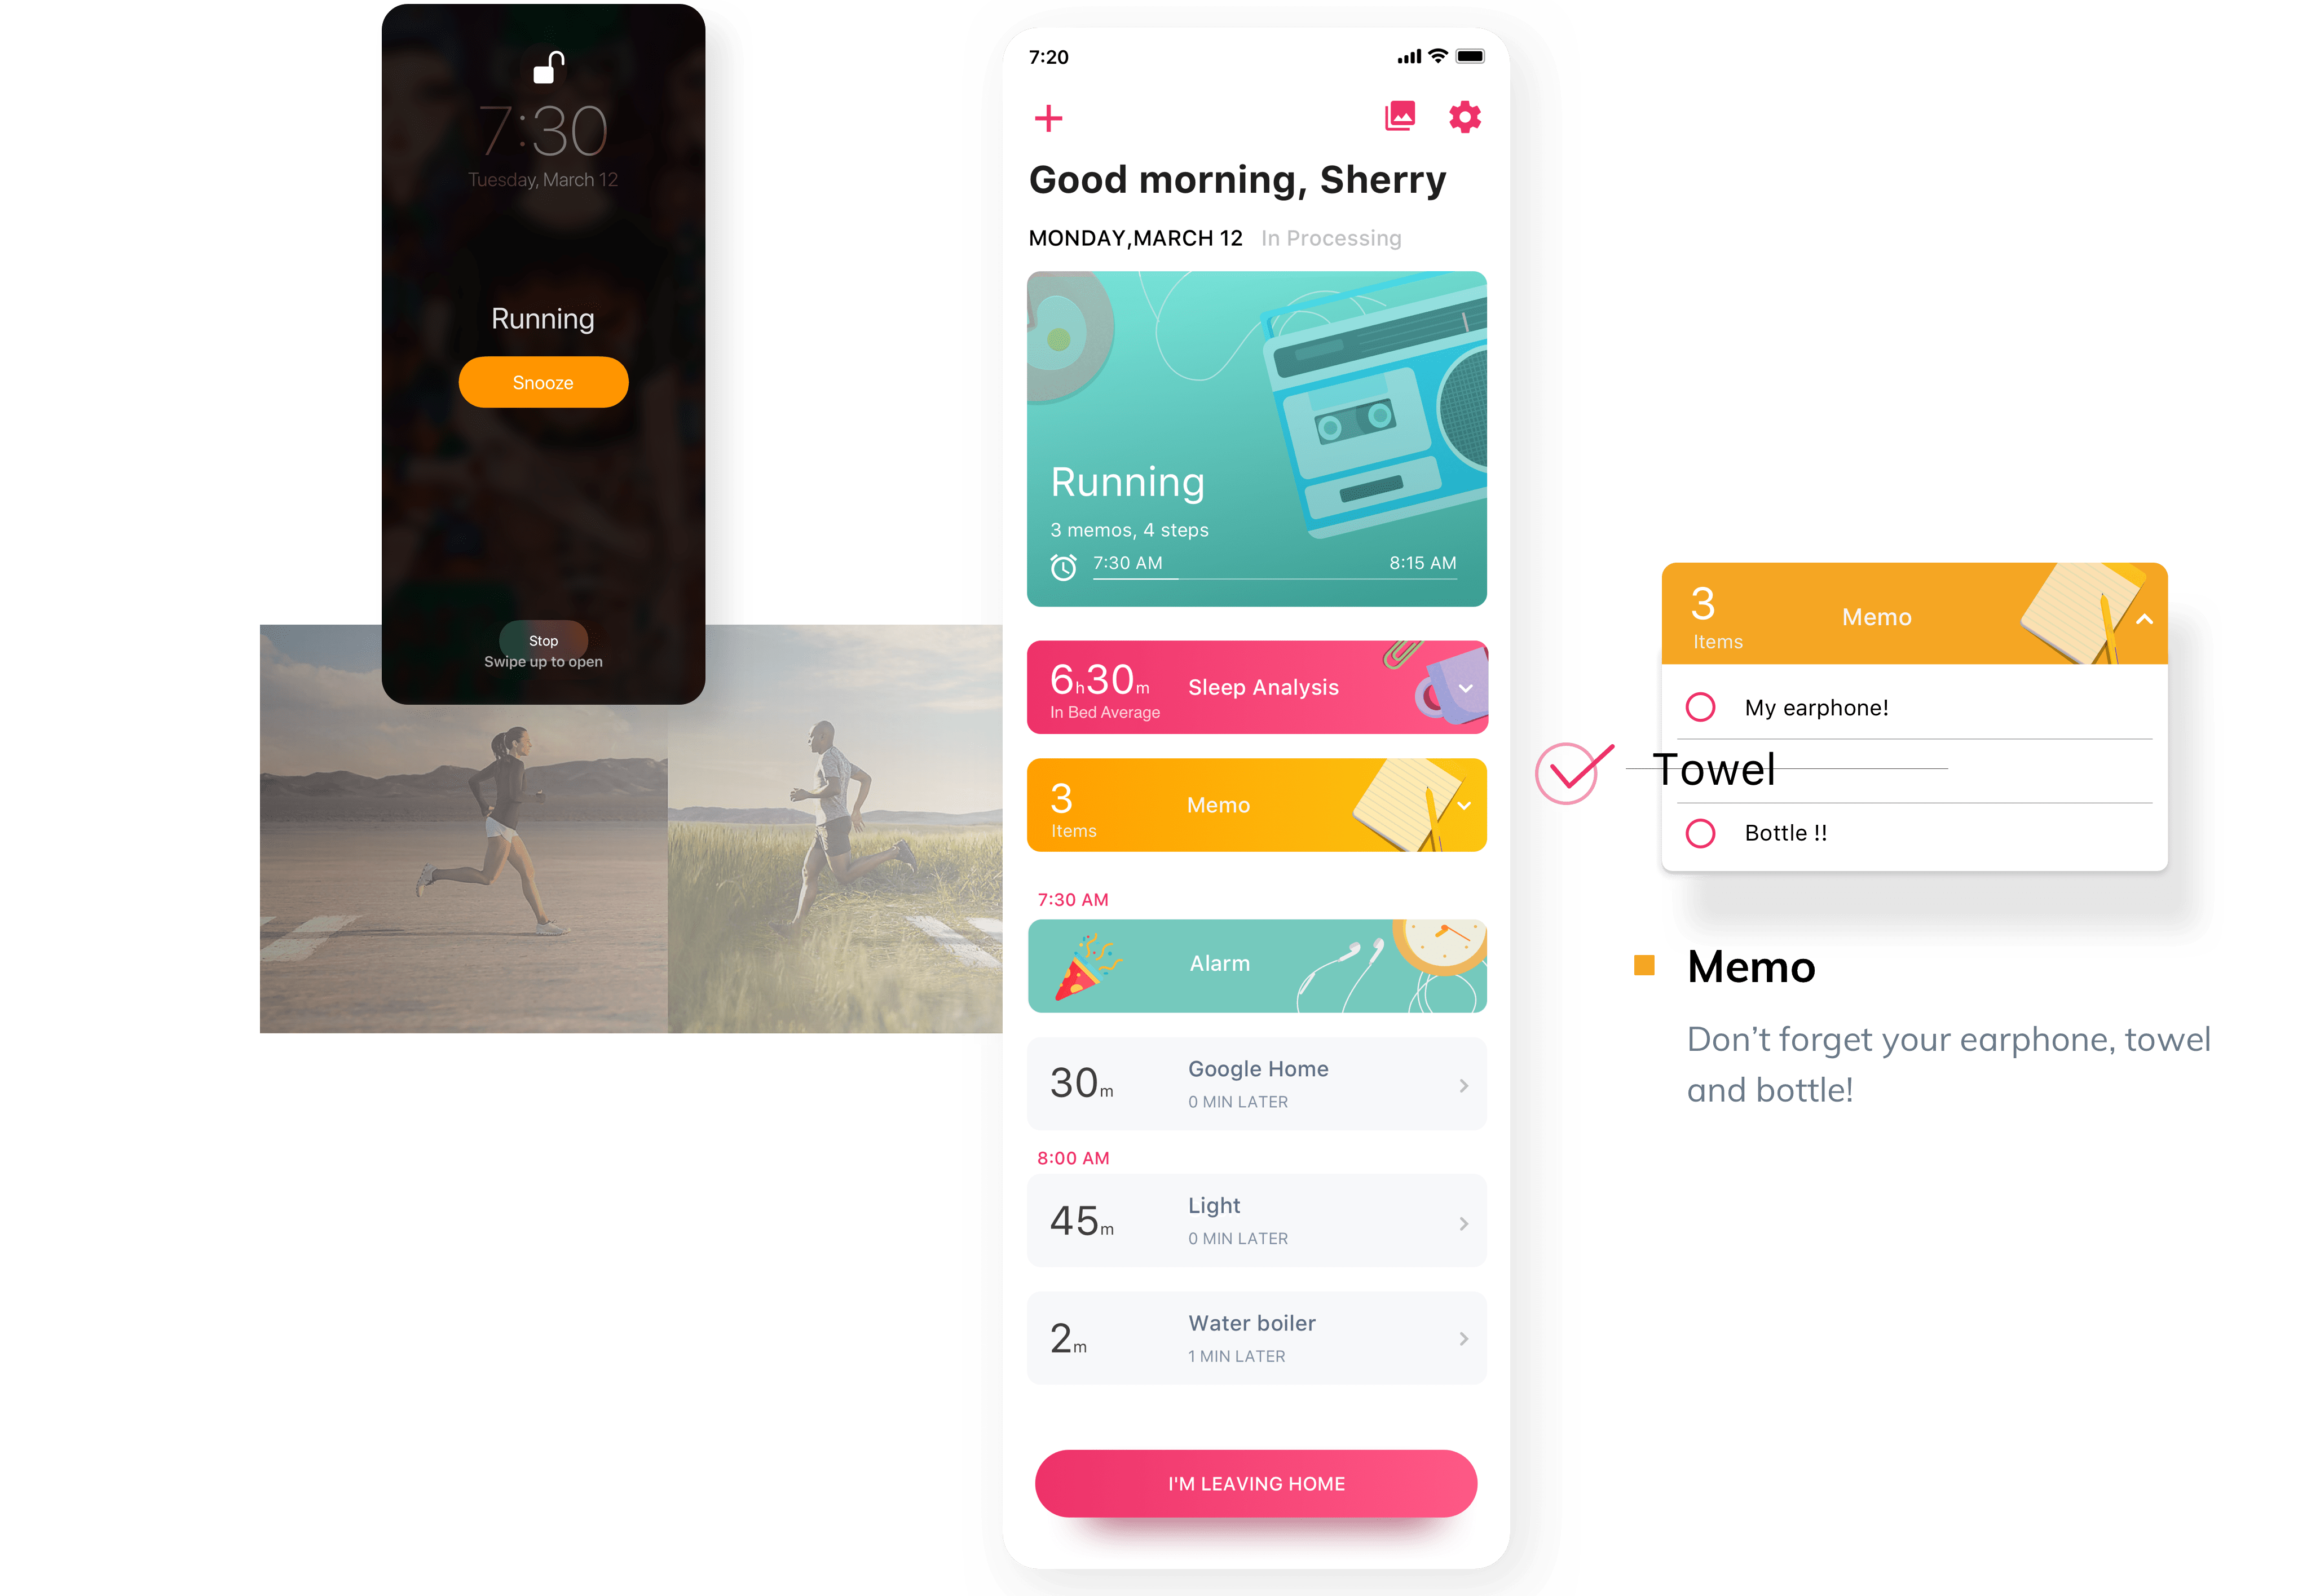 7:30
Tuesday, March 12
Running
Snooze
Stop
Swipe up to open
7:20
Good morning, Sherry
MONDAY,MARCH 12 In Processing
Running
3 memos, 4 steps
7:30 AM 8:15 AM
6h30m
In Bed Average
Sleep Analysis
3
Items
Memo
7:30 AM
Alarm
30m
Google Home
0 MIN LATER
8:00 AM
45m
Light
0 MIN LATER
2m
Water boiler
1 MIN LATER
I'M LEAVING HOME
3
Items
Memo
My earphone!
Towel
Bottle !!
Memo
Don’t forget your earphone, towel
and bottle!